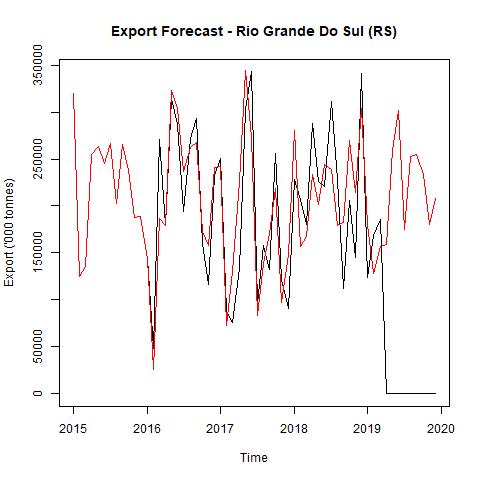 Export Forecast - Rio Grande Do Sul (RS)
Export ('000 tonnes)
350000
250000
150000
50000
0
2015 2016 2017 2018 2019 2020
Time